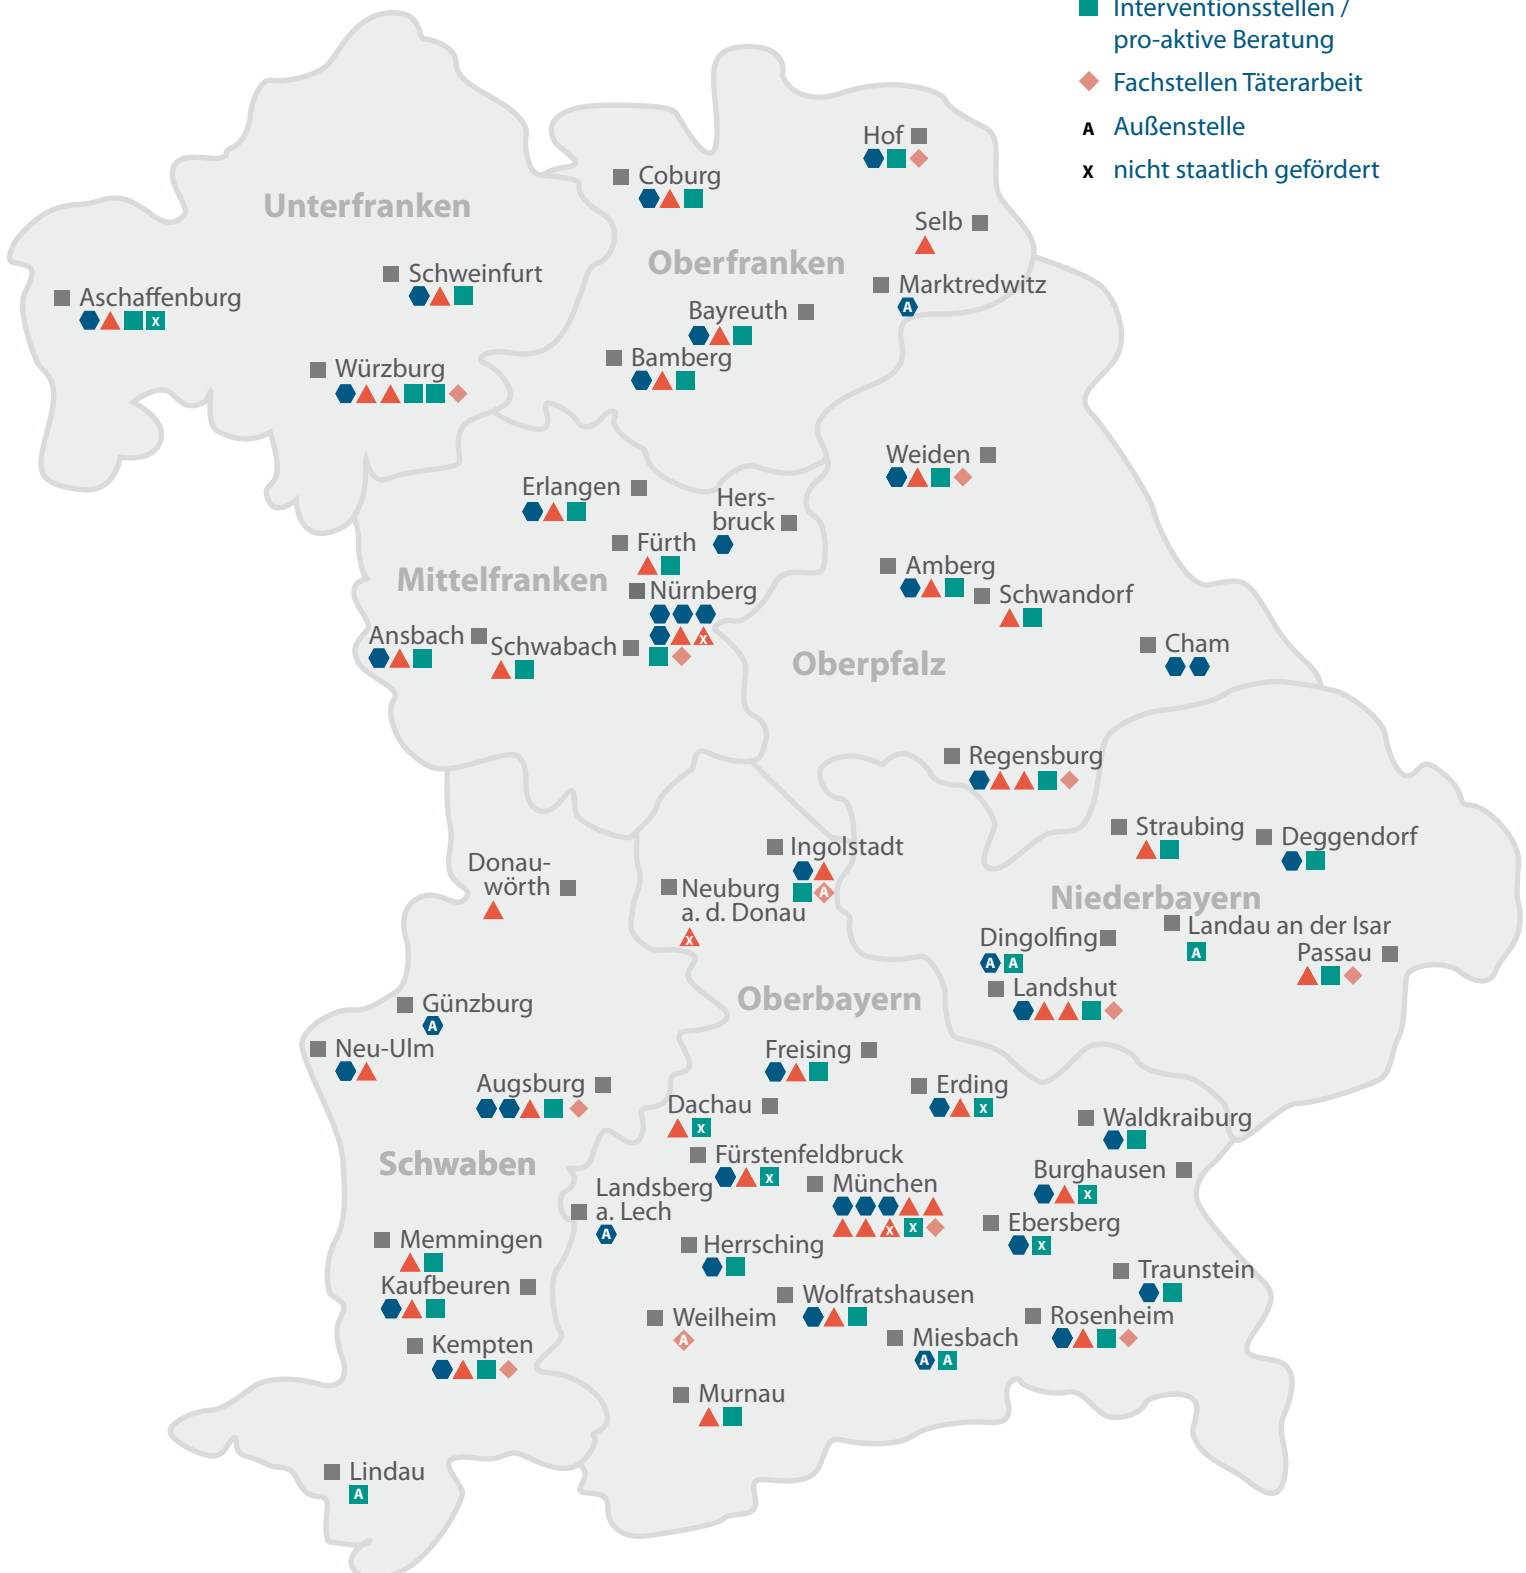 Interventionsstellen /
pro-aktive Beratung
Fachstellen Täterarbeit
A Außenstelle
x nicht staatlich gefördert
Hof
Coburg
Unterfranken
Selb
Oberfranken
Schweinfurt
Marktredwitz
A
Aschaffenburg
x
Bayreuth
Bamberg
Würzburg
Weiden
Erlangen
Hers-
bruck
Fürth
Amberg
Mittelfranken
Nürnberg
x
Schwandorf
Ansbach
Schwabach
Cham
Oberpfalz
Regensburg
Straubing
Deggendorf
Ingolstadt
A
Donau-
wörth
Neuburg
a. d. Donau
x
Niederbayern
Landau an der Isar
A
Dingolfing
A A
Passau
Landshut
Oberbayern
Günzburg
A
Neu-Ulm
Freising
Augsburg
Erding
x
Dachau
x
Waldkraiburg
Fürstenfeldbruck
x
Schwaben
Burghausen
x
München
x x
Landsberg
a. Lech
A
Ebersberg
x
Memmingen
Herrsching
Traunstein
Kaufbeuren
Wolfratshausen
Weilheim
A
Rosenheim
Miesbach
A A
Kempten
Murnau
Lindau
A